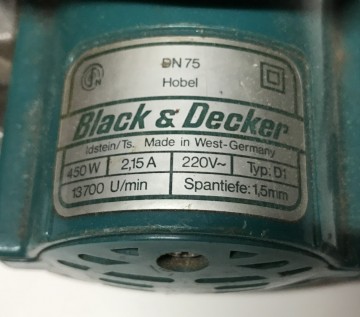 DN 75
Hobel
Black & Decker
Idstein/Ts. Made in West-Germany
450 W 2,15 A 220V~ Typ: D1
13700 U/min Spantiefe: 1,5mm